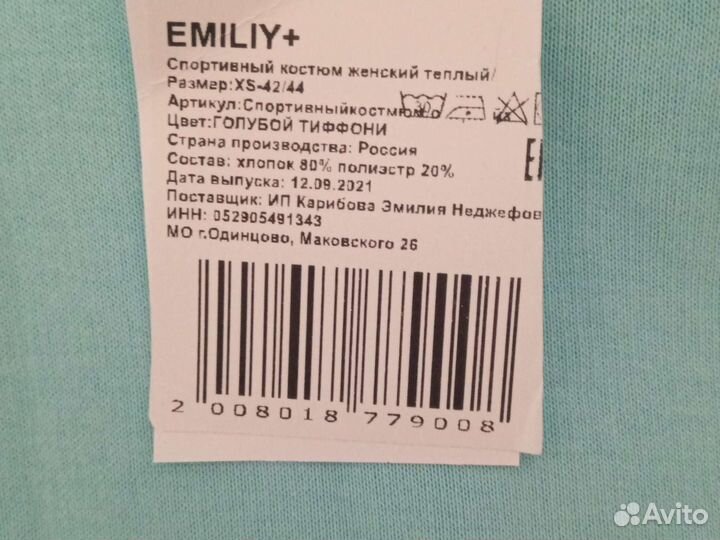 EMILIY+
Спортивный костюм женский теплый/
Размер:XS-42/44
Артикул:Спортивныйкостмюм
30
Цвет:ГОЛУБОЙ ТИФФОНИ
Страна производства: Россия
Состав: хлопок 80% полиэстр 20%
Дата выпуска: 12.09.2021
Поставщик: ИП Карибова Эмилия Неджефов
ИНН: 052905491343
МО г.Одинцово, Маковского 26
2 008018 779008
Avito